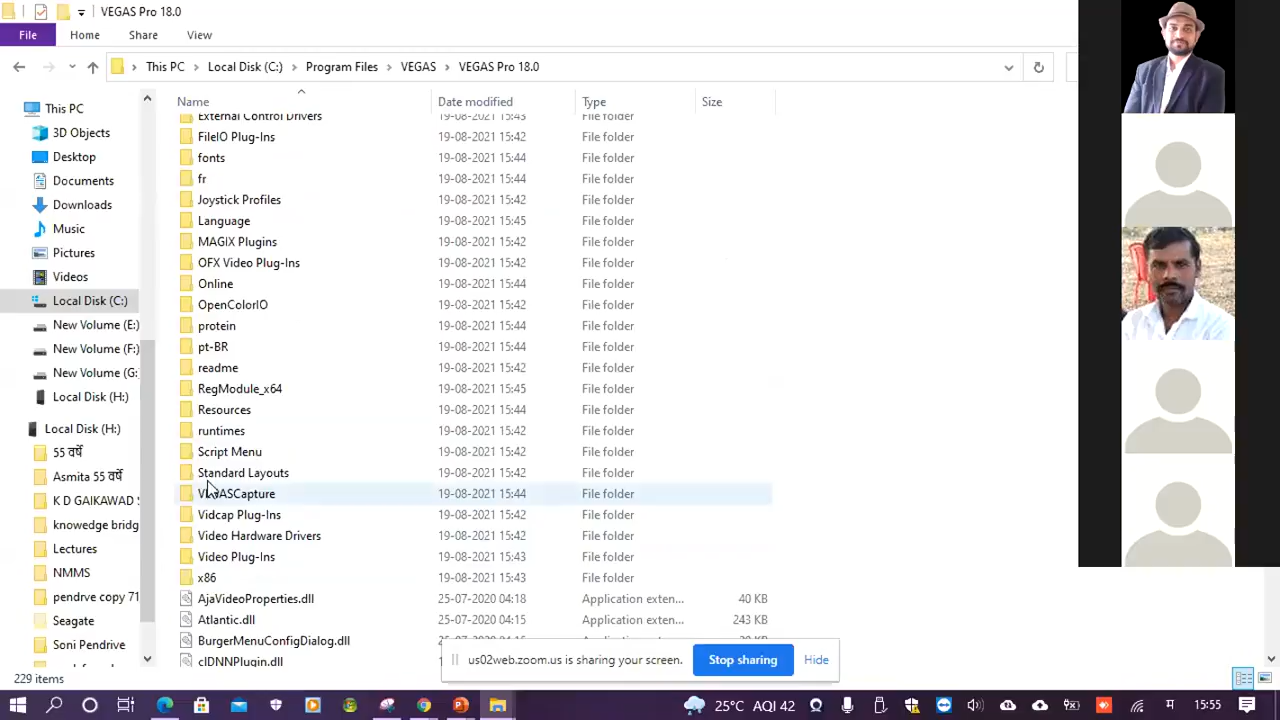 VEGAS Pro 18.0
File Home Share View
This PC Local Disk (C:) Program Files VEGAS VEGAS Pro 18.0
Name Date modified Type Size
This PC
3D Objects
Desktop
Documents
Downloads
Music
Pictures
Videos
Local Disk (C:)
New Volume (E:)
New Volume (F:)
New Volume (G:
Local Disk (H:)
Local Disk (H:)
55 वर्षे
Asmita 55 वर्षे
K D GAIKAWAD
knowedge bridg
Lectures
NMMS
pendrve copy 71
Seagate
Soni Pendrive
External Control Drivers 19-08-2021 15:43 File folder
FileIO Plug-Ins 19-08-2021 15:42 File folder
fonts 19-08-2021 15:44 File folder
fr 19-08-2021 15:44 File folder
Joystick Profiles 19-08-2021 15:42 File folder
Language 19-08-2021 15:45 File folder
MAGIX Plugins 19-08-2021 15:42 File folder
OFX Video Plug-Ins 19-08-2021 15:42 File folder
Online 19-08-2021 15:44 File folder
OpenColorIO 19-08-2021 15:42 File folder
protein 19-08-2021 15:44 File folder
pt-BR 19-08-2021 15:44 File folder
readme 19-08-2021 15:42 File folder
RegModule_x64 19-08-2021 15:45 File folder
Resources 19-08-2021 15:44 File folder
runtimes 19-08-2021 15:42 File folder
Script Menu 19-08-2021 15:42 File folder
Standard Layouts 19-08-2021 15:42 File folder
VEGASCapture 19-08-2021 15:44 File folder
Vidcap Plug-Ins 19-08-2021 15:42 File folder
Video Hardware Drivers 19-08-2021 15:42 File folder
Video Plug-Ins 19-08-2021 15:43 File folder
x86 19-08-2021 15:43 File folder
AjaVideoProperties.dll 25-07-2020 04:18 Application exten... 40 KB
Atlantic.dll 25-07-2020 04:15 Application exten... 243 KB
BurgerMenuConfigDialog.dll
clDNNPlugin.dll
us02web.zoom.us is sharing your screen. Stop sharing Hide
229 items
25°C AQI 42 म 15:55